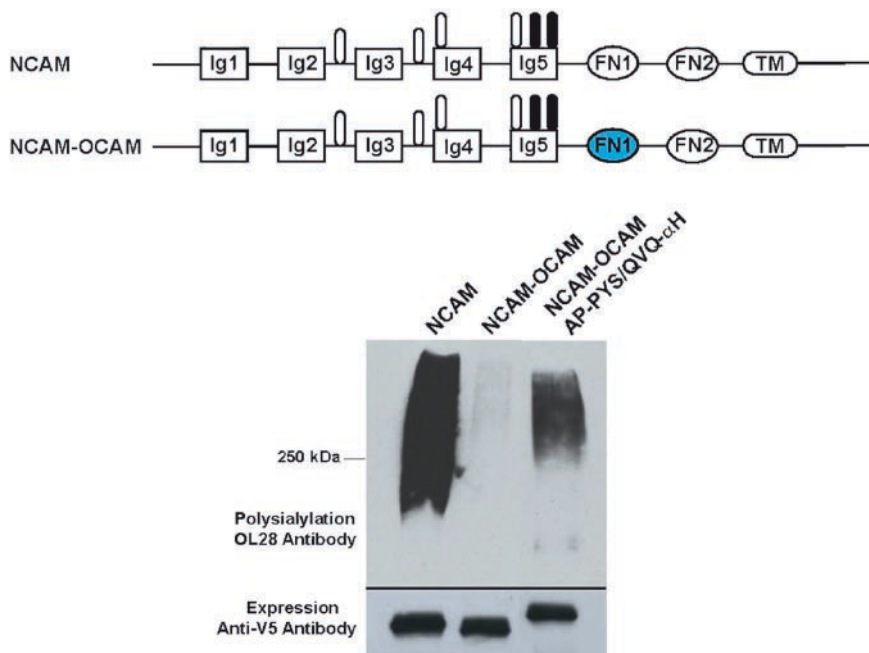 NCAM Ig1 Ig2 Ig3 Ig4 Ig5 FN1 FN2 TM
NCAM-OCAM Ig1 Ig2 Ig3 Ig4 Ig5 FN1 FN2 TM
NCAM
NCAM-OCAM
NCAM-OCAM
AP-PYS/QVQ-αH
250 kDa
Polysialylation
OL28 Antibody
Expression
Anti-V5 Antibody